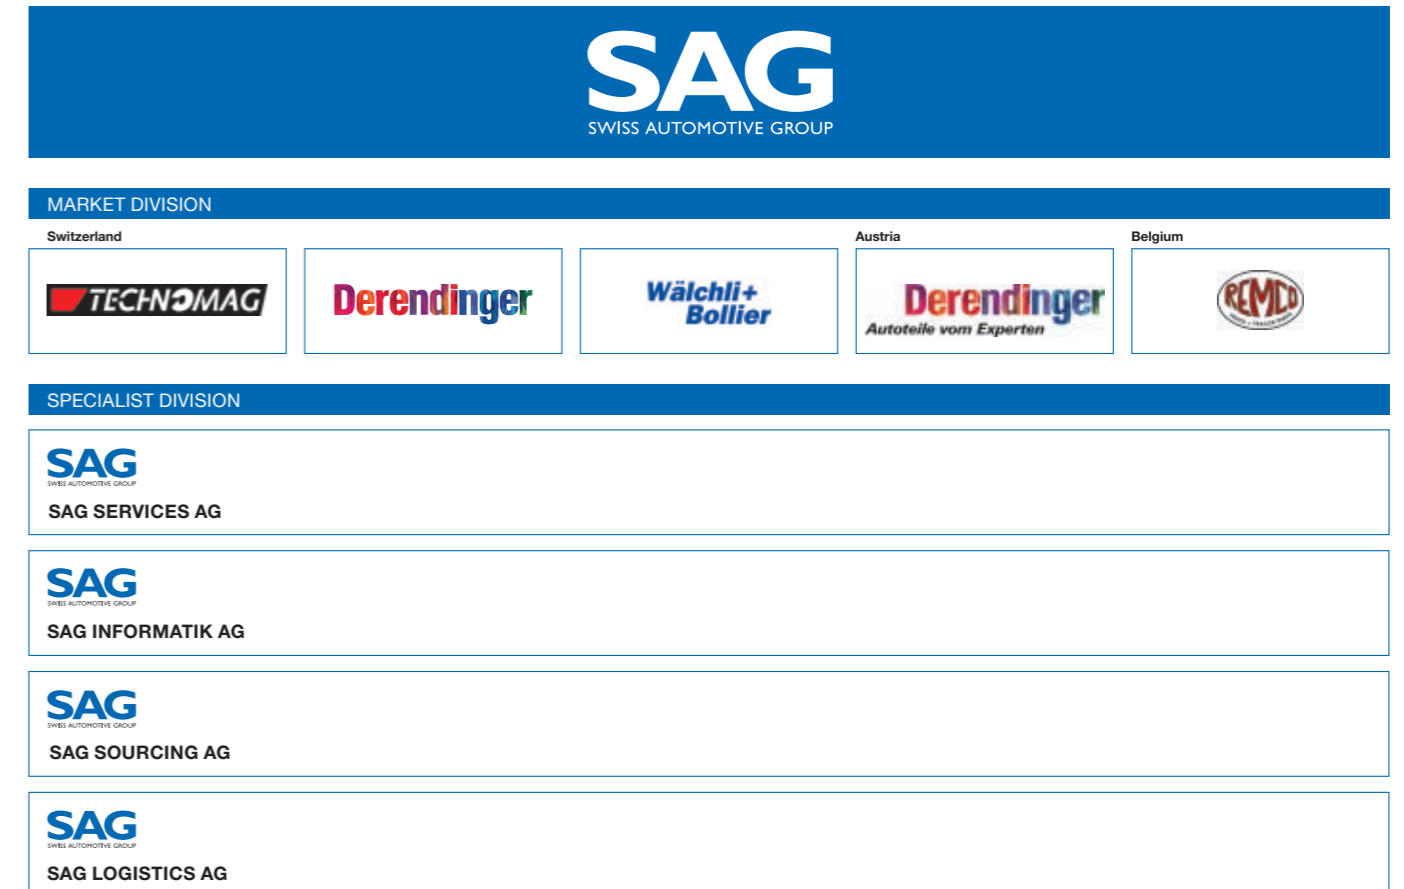 SAG
SWISS AUTOMOTIVE GROUP
MARKET DIVISION
Switzerland
Austria
Belgium
TECHNOMAG
Derendinger
Wälchli+
Bollier
Derendinger
Autoteile vom Experten
REMCO
SPECIALIST DIVISION
SAG
SWISS AUTOMOTIVE GROUP
SAG SERVICES AG
SAG
SWISS AUTOMOTIVE GROUP
SAG INFORMATIK AG
SAG
SWISS AUTOMOTIVE GROUP
SAG SOURCING AG
SAG
SWISS AUTOMOTIVE GROUP
SAG LOGISTICS AG